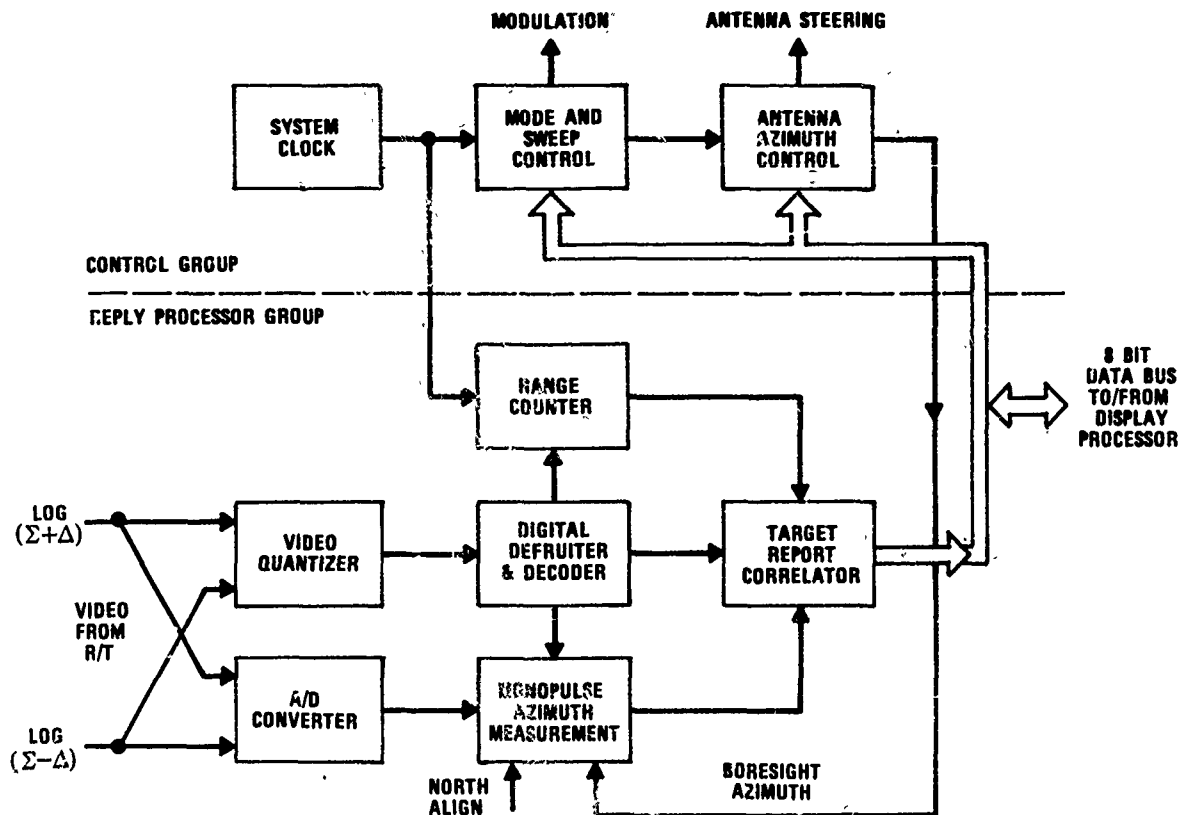 MODULATION
ANTENNA STEERING
SYSTEM
CLOCK
MODE AND
SWEEP
CONTROL
ANTENNA
AZIMUTH
CONTROL
CONTROL GROUP
REPLY PROCESSOR GROUP
RANGE
COUNTER
8 BIT
DATA BUS
TO/FROM
DISPLAY
PROCESSOR
LOG
(Σ+Δ)
VIDEO
QUANTIZER
DIGITAL
DEFRUITER
& DECODER
TARGET
REPORT
CORRELATOR
VIDEO
FROM
R/T
A/D
CONVERTER
MONOPULSE
AZIMUTH
MEASUREMENT
LOG
(Σ−Δ)
NORTH
ALIGN
BORESIGHT
AZIMUTH